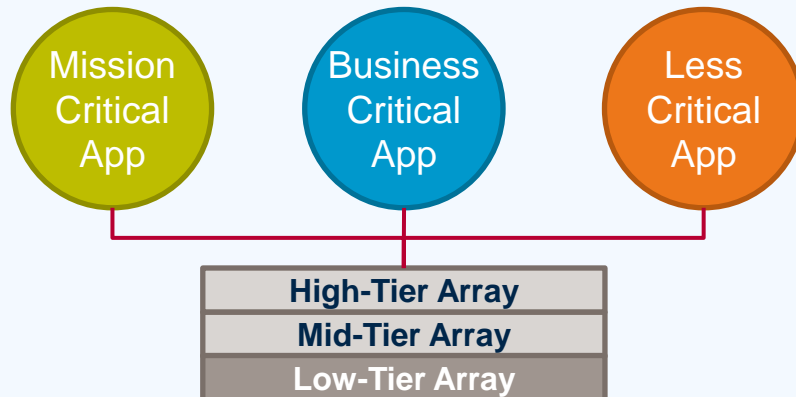 Mission
Critical
App
Business
Critical
App
Less
Critical
App
High-Tier Array
Mid-Tier Array
Low-Tier Array